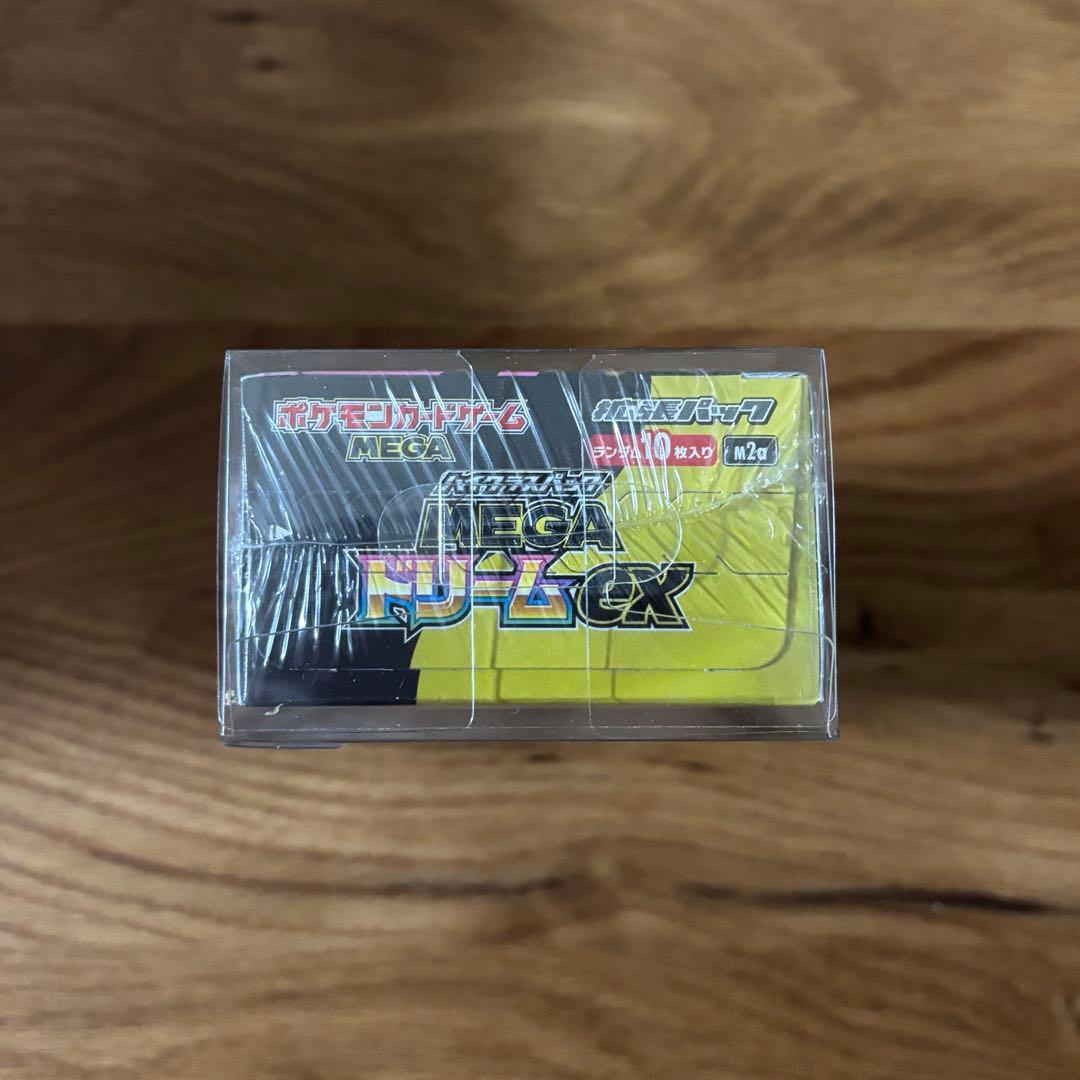 ポケモンカードゲーム
MEGA
拡張パック
ランダム10枚入り
M2a
ハイクラスパック
MEGA
ドリームex